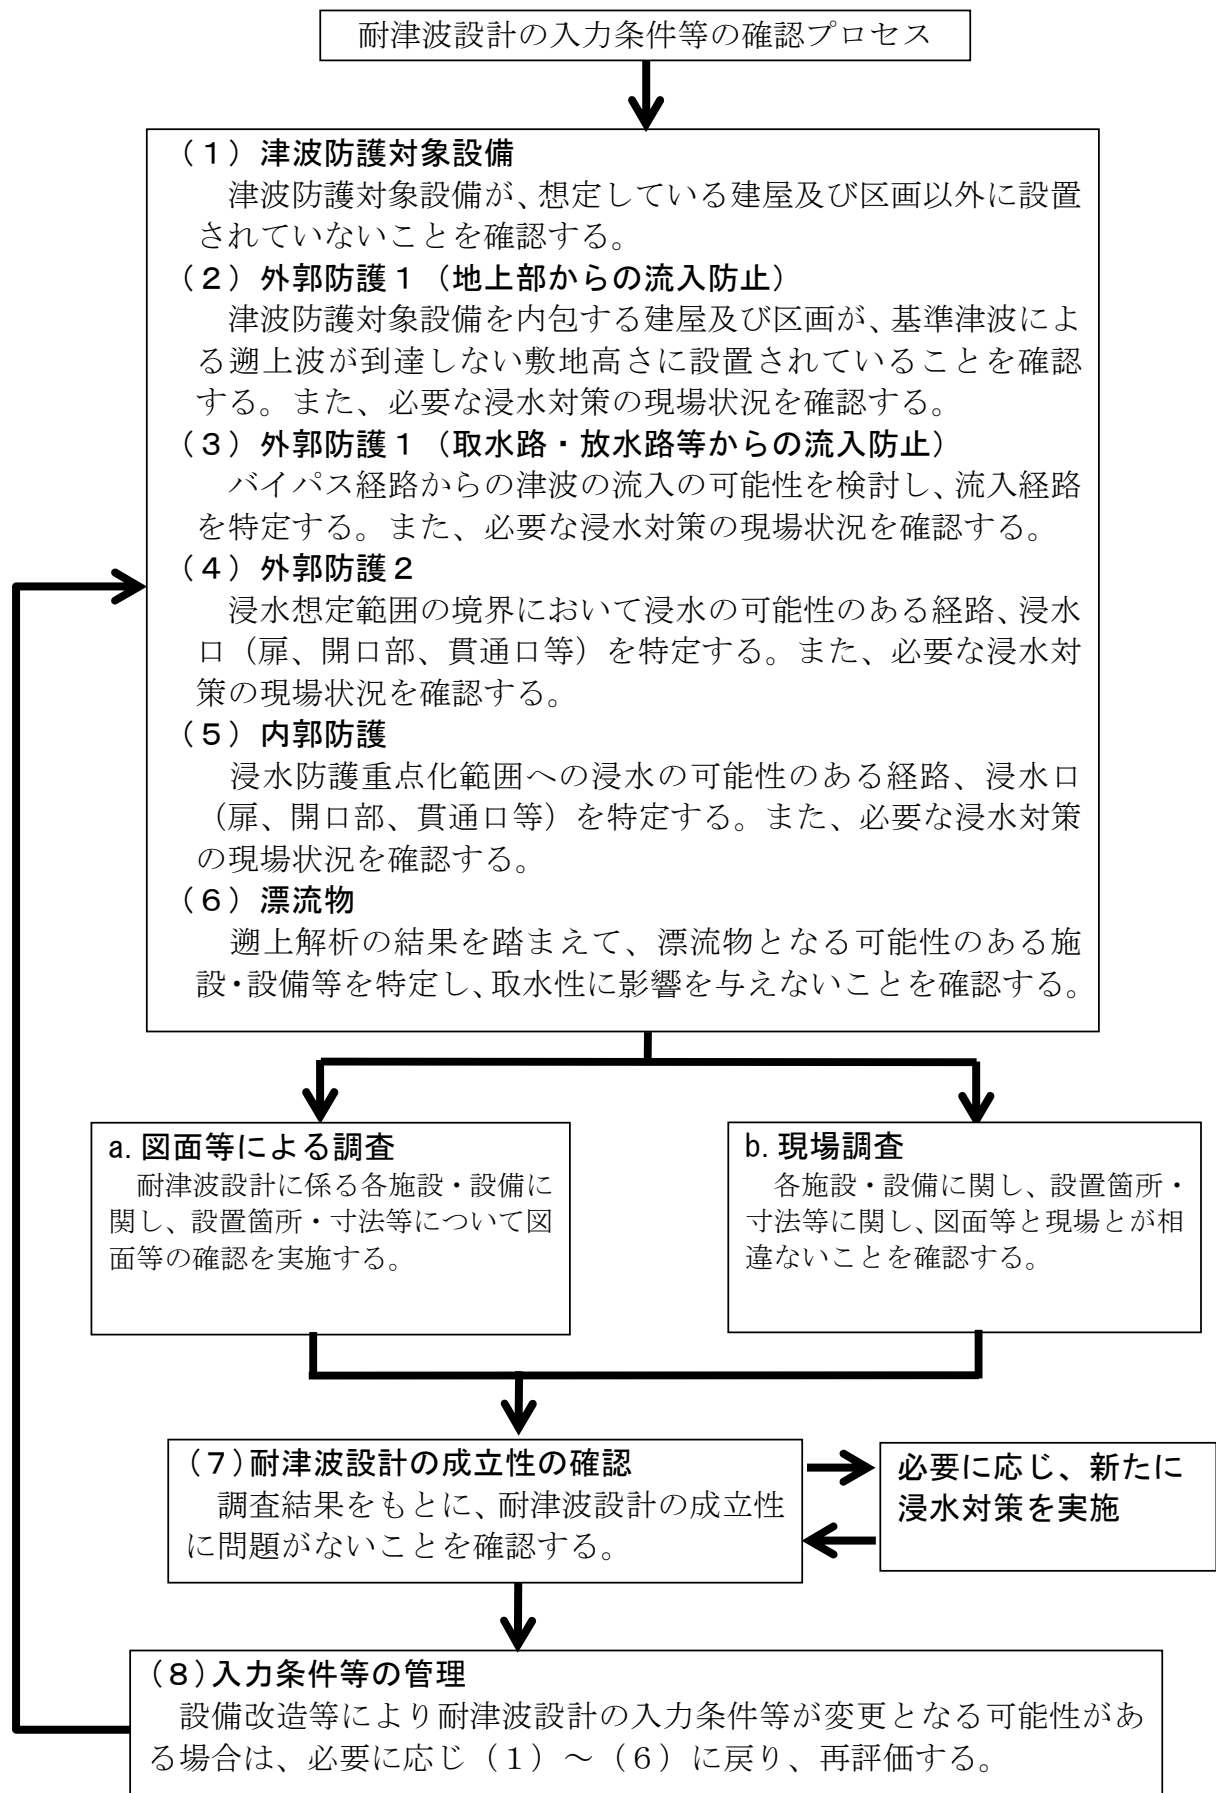 耐津波設計の入力条件等の確認プロセス
（１）津波防護対象設備
津波防護対象設備が、想定している建屋及び区画以外に設置
されていないことを確認する。
（２）外郭防護１（地上部からの流入防止）
津波防護対象設備を内包する建屋及び区画が、基準津波によ
る遡上波が到達しない敷地高さに設置されていることを確認
する。また、必要な浸水対策の現場状況を確認する。
（３）外郭防護１（取水路・放水路等からの流入防止）
バイパス経路からの津波の流入の可能性を検討し、流入経路
を特定する。また、必要な浸水対策の現場状況を確認する。
（４）外郭防護２
浸水想定範囲の境界において浸水の可能性のある経路、浸水
口（扉、開口部、貫通口等）を特定する。また、必要な浸水対
策の現場状況を確認する。
（５）内郭防護
浸水防護重点化範囲への浸水の可能性のある経路、浸水口
（扉、開口部、貫通口等）を特定する。また、必要な浸水対策
の現場状況を確認する。
（６）漂流物
遡上解析の結果を踏まえて、漂流物となる可能性のある施
設・設備等を特定し、取水性に影響を与えないことを確認する。
a. 図面等による調査
耐津波設計に係る各施設・設備に
関し、設置箇所・寸法等について図
面等の確認を実施する。
b. 現場調査
各施設・設備に関し、設置箇所・
寸法等に関し、図面等と現場とが相
違ないことを確認する。
（７）耐津波設計の成立性の確認
調査結果をもとに、耐津波設計の成立性
に問題がないことを確認する。
必要に応じ、新たに
浸水対策を実施
（８）入力条件等の管理
設備改造等により耐津波設計の入力条件等が変更となる可能性があ
る場合は、必要に応じ（１）～（６）に戻り、再評価する。